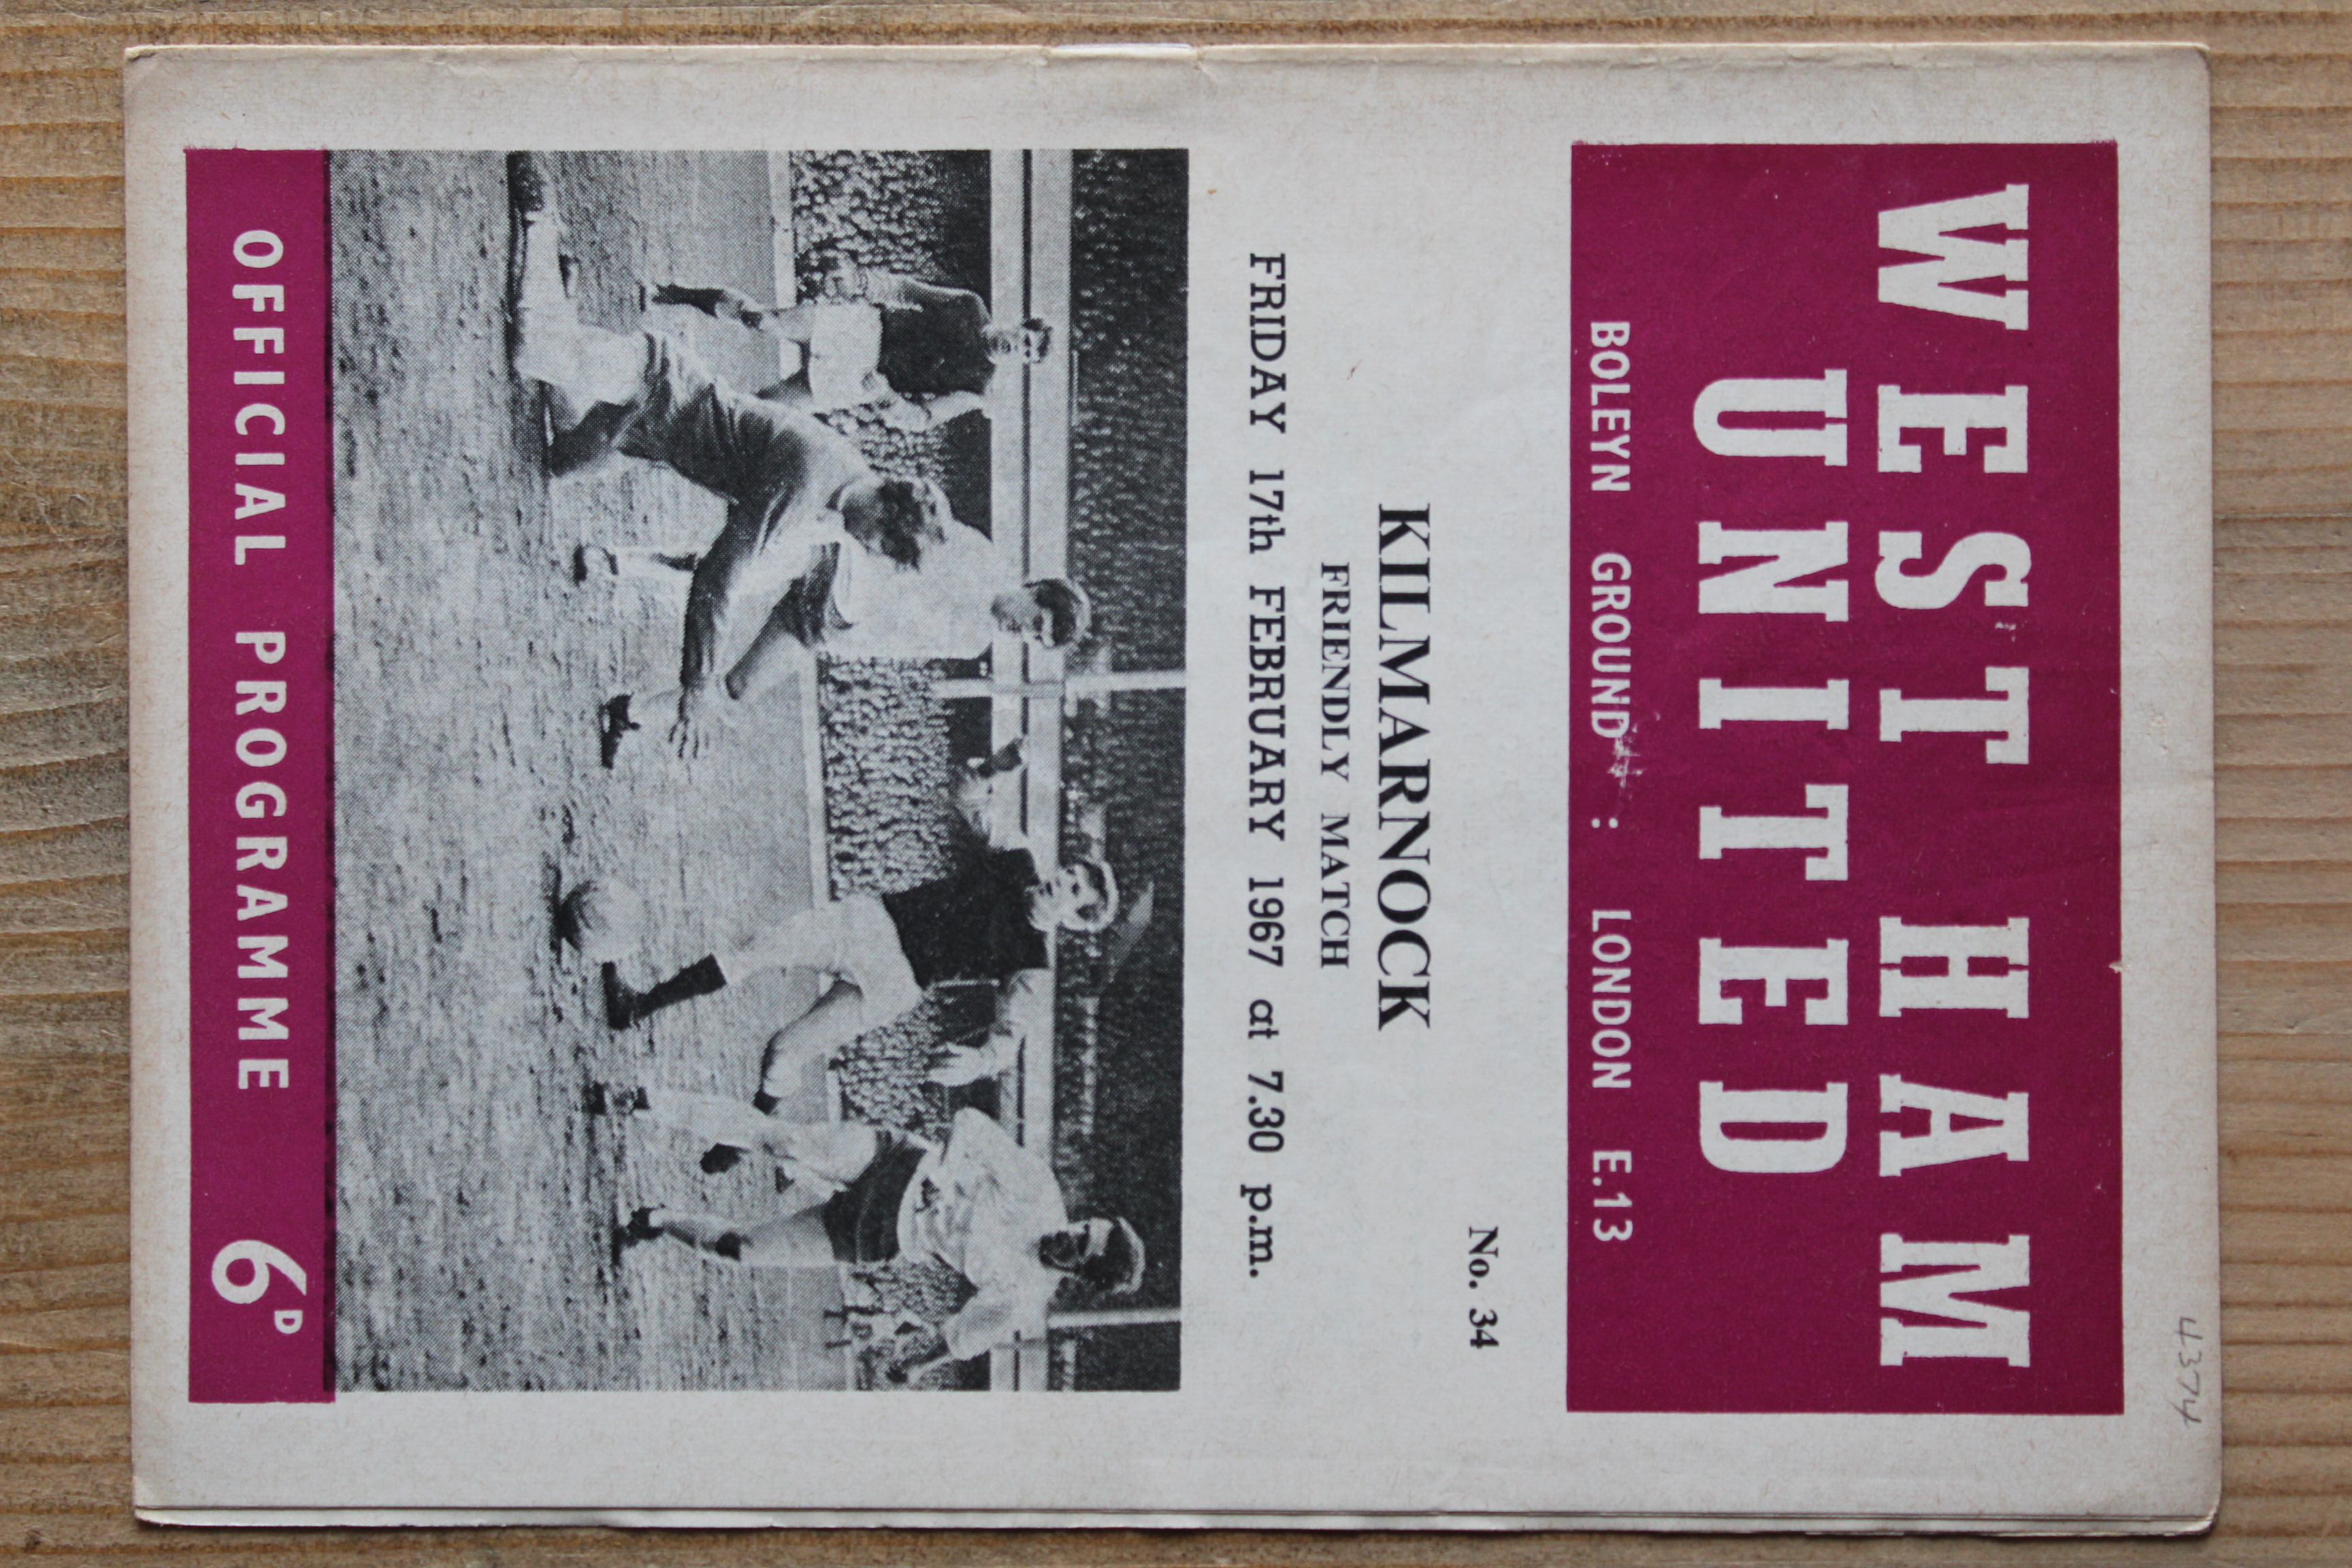 4374
WEST HAM
UNITED
BOLEYN GROUND : LONDON E.13
No. 34
KILMARNOCK
FRIENDLY MATCH
FRIDAY 17th FEBRUARY 1967 at 7.30 p.m.
OFFICIAL PROGRAMME 6D